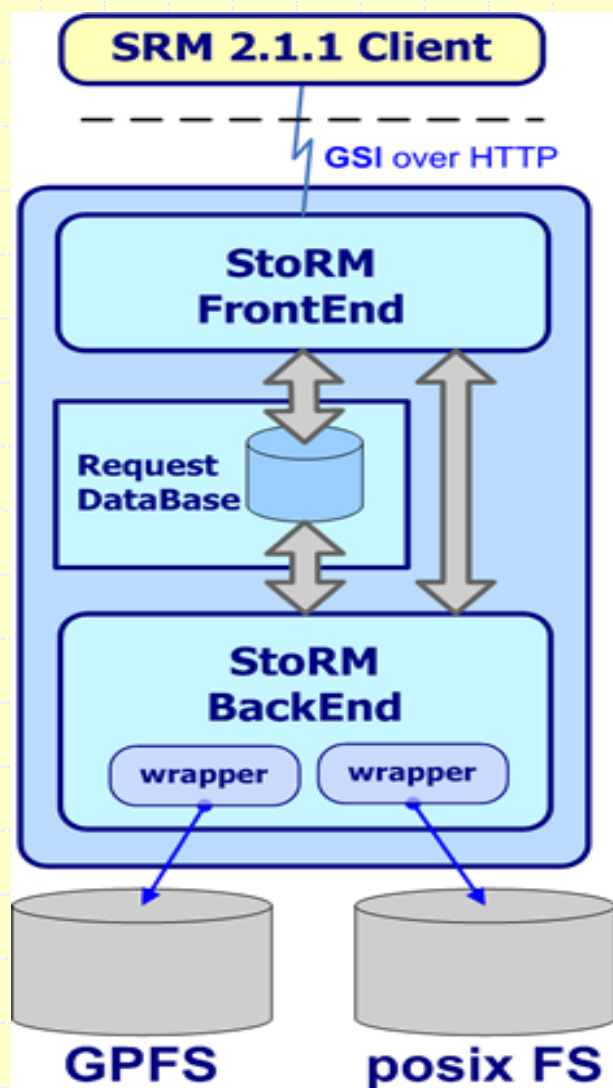 SRM 2.1.1 Client
GSI over HTTP
StoRM
FrontEnd
Request
DataBase
StoRM
BackEnd
wrapper
wrapper
GPFS
posix FS